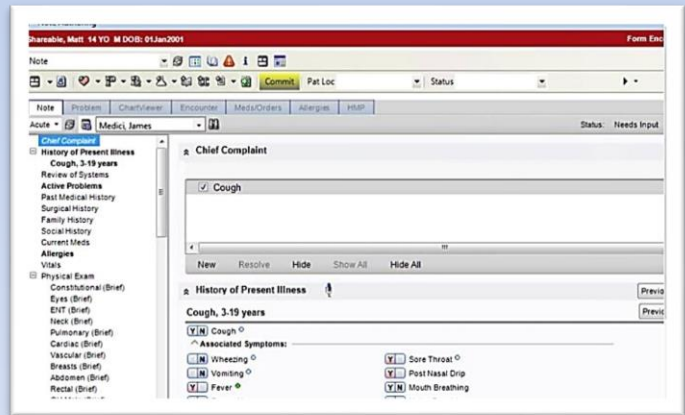 Shareable, Matt 14 YO M DOB: 01Jan2001 Form Enc
Note
Commit Pat Loc Status
Note Problem ChartViewer Encounter Meds/Orders Allergies HMP
Acute Medici, James Status: Needs Input
Chief Complaint
History of Present Illness
Cough, 3-19 years
Review of Systems
Active Problems
Past Medical History
Surgical History
Family History
Social History
Current Meds
Allergies
Vitals
Physical Exam
Constitutional (Brief)
Eyes (Brief)
ENT (Brief)
Neck (Brief)
Pulmonary (Brief)
Cardiac (Brief)
Vascular (Brief)
Breasts (Brief)
Abdomen (Brief)
Rectal (Brief)
Chief Complaint
Cough
New Resolve Hide Show All Hide All
History of Present Illness Previo
Cough, 3-19 years Previo
Y N Cough
Associated Symptoms:
N Wheezing Y Sore Throat
N Vomiting Y Post Nasal Drip
Y Fever Y N Mouth Breathing